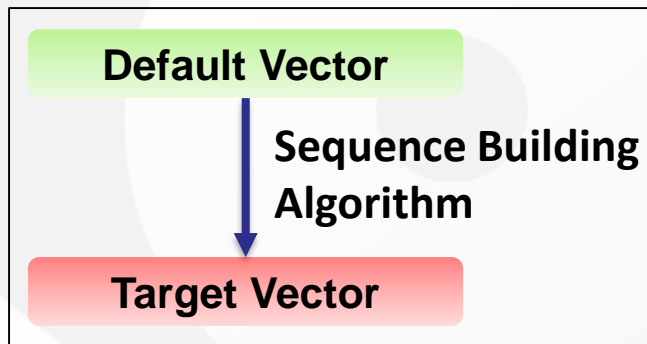 Default Vector
Sequence Building
Algorithm
Target Vector